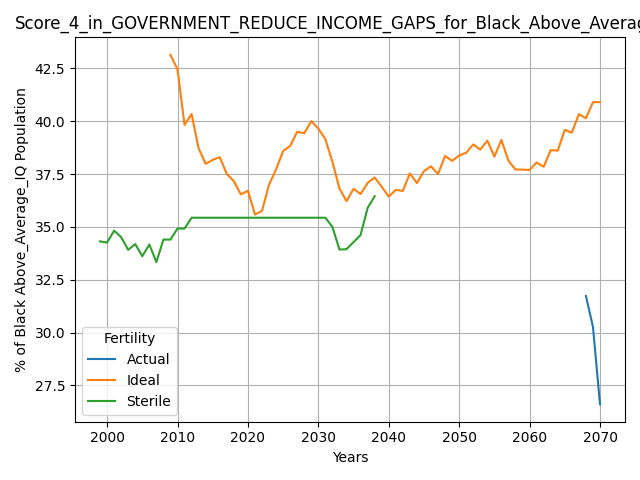 Score_4_in_GOVERNMENT_REDUCE_INCOME_GAPS_for_Black_Above_Average
% of Black Above_Average_IQ Population
42.5
40.0
37.5
35.0
32.5
30.0
27.5
Fertility
Actual
Ideal
Sterile
2000 2010 2020 2030 2040 2050 2060 2070
Years